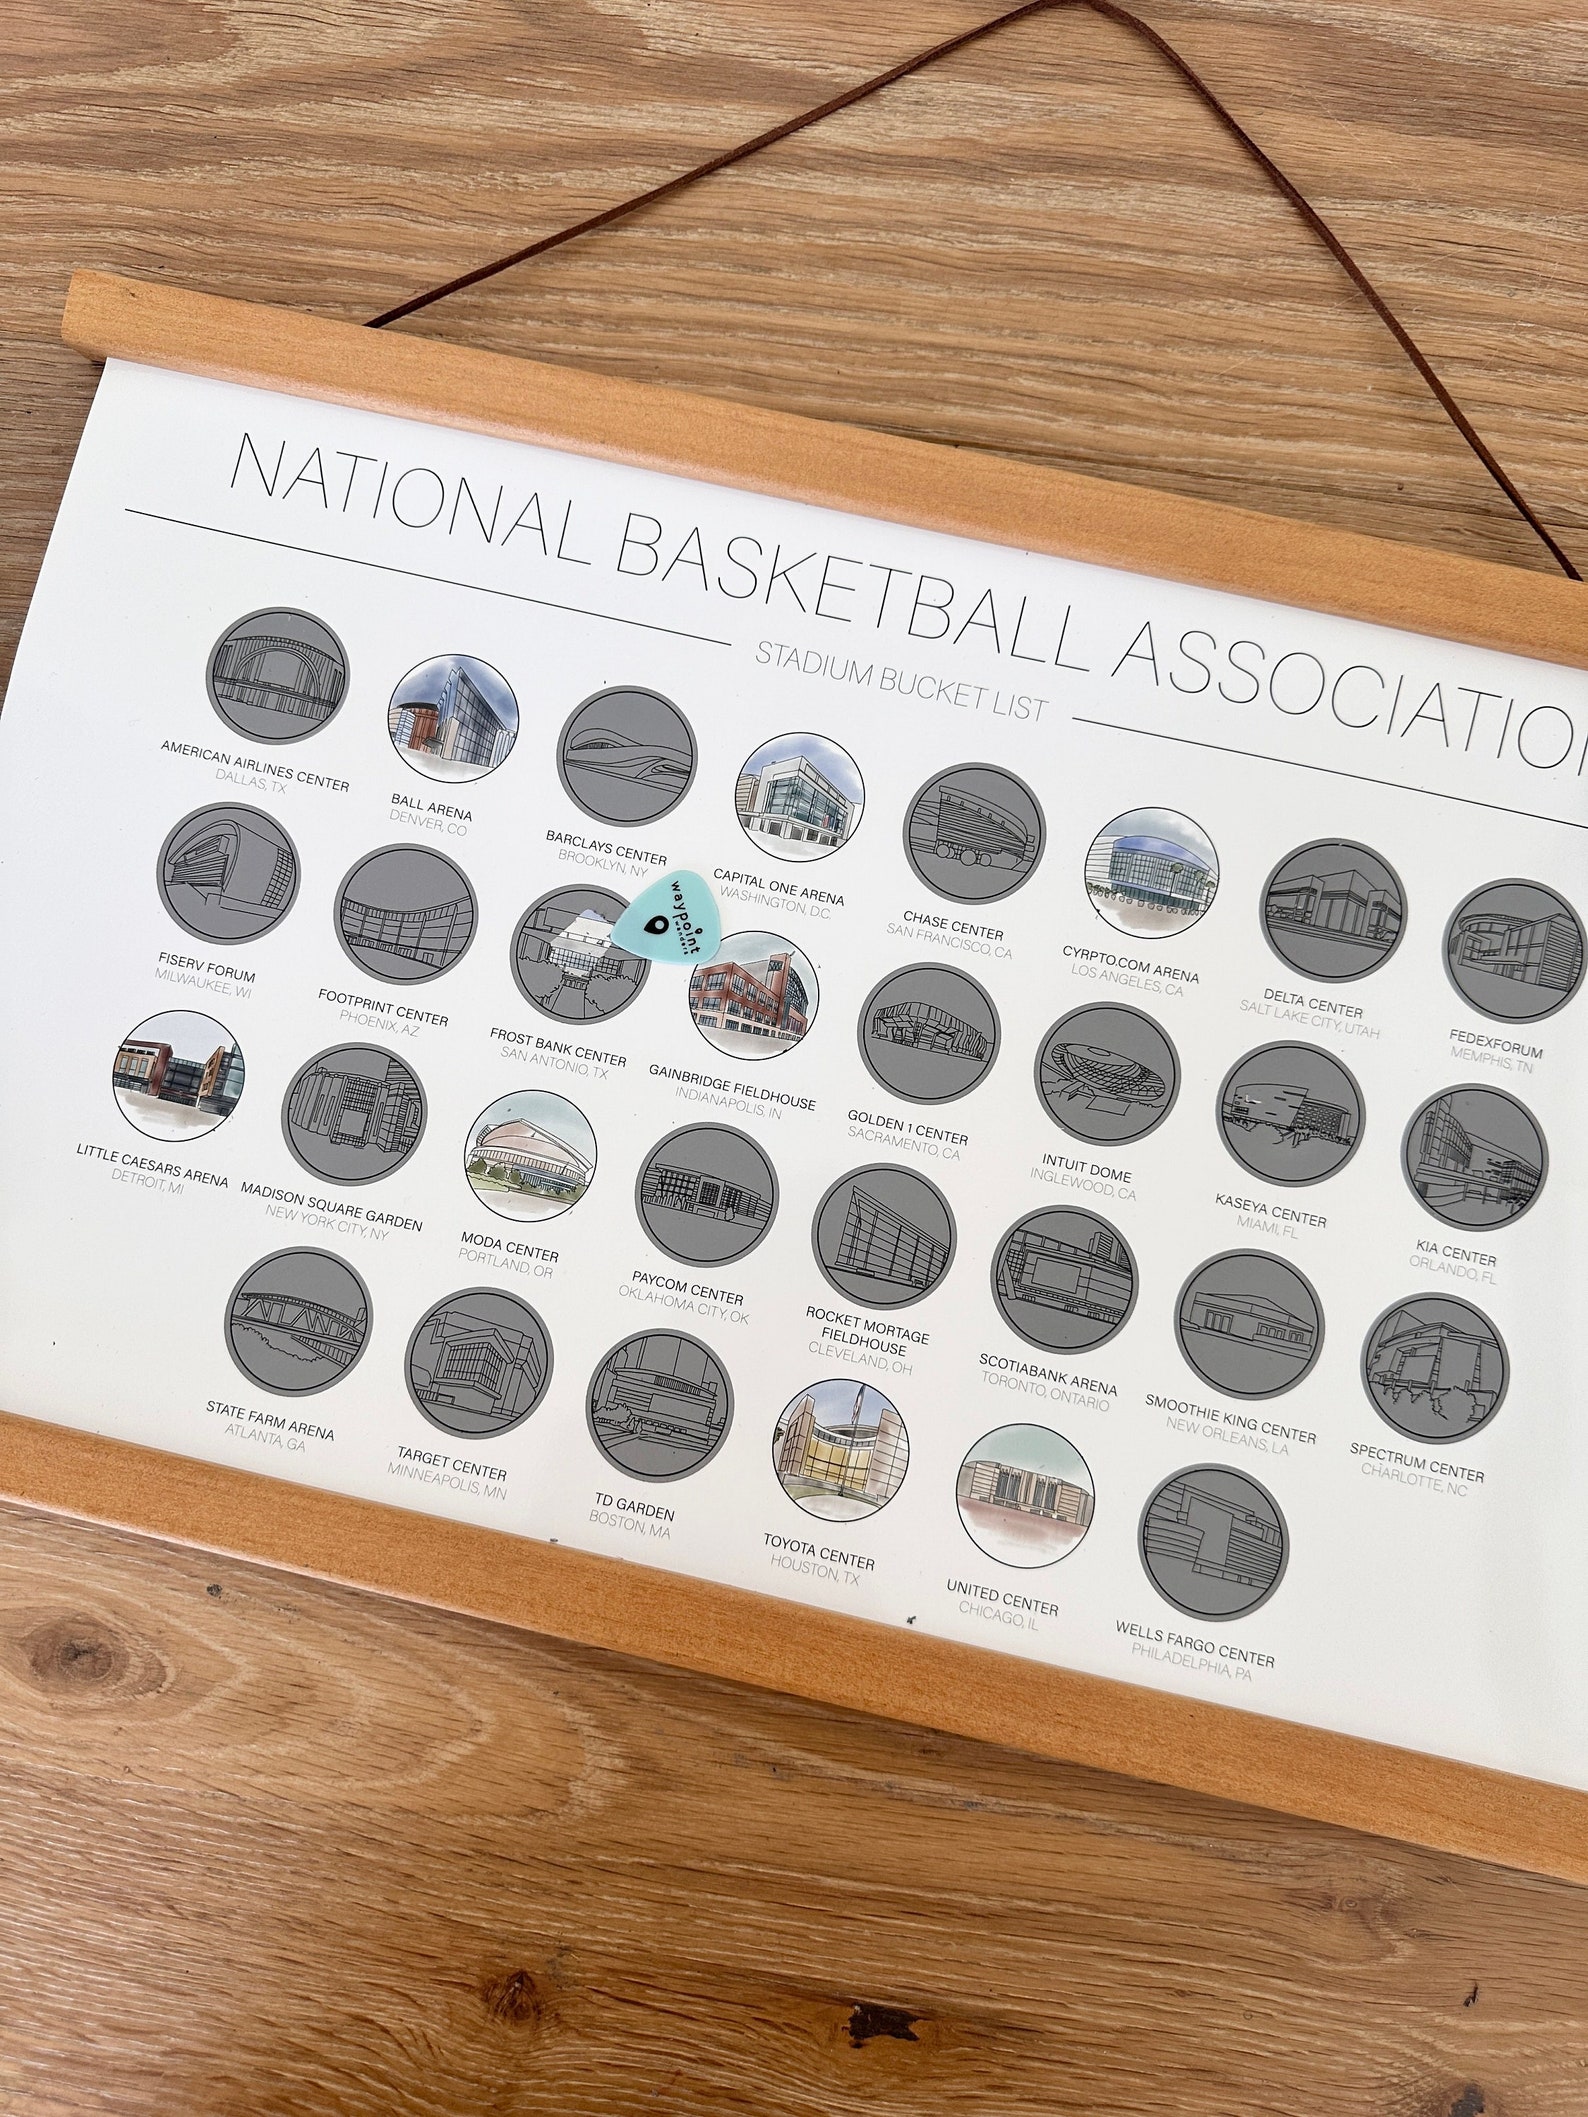 NATIONAL BASKETBALL ASSOCIATION
STADIUM BUCKET LIST
AMERICAN AIRLINES CENTER
DALLAS, TX
BALL ARENA
DENVER, CO
BARCLAYS CENTER
BROOKLYN, NY
CAPITAL ONE ARENA
WASHINGTON, D.C.
CHASE CENTER
SAN FRANCISCO, CA
CYRPTO.COM ARENA
LOS ANGELES, CA
DELTA CENTER
SALT LAKE CITY, UTAH
FEDEXFORUM
MEMPHIS, TN
FISERV FORUM
MILWAUKEE, WI
FOOTPRINT CENTER
PHOENIX, AZ
FROST BANK CENTER
SAN ANTONIO, TX
waypoint
wanders
GAINBRIDGE FIELDHOUSE
INDIANAPOLIS, IN
GOLDEN 1 CENTER
SACRAMENTO, CA
INTUIT DOME
INGLEWOOD, CA
KASEYA CENTER
MIAMI, FL
KIA CENTER
ORLANDO, FL
LITTLE CAESARS ARENA
DETROIT, MI
MADISON SQUARE GARDEN
NEW YORK CITY, NY
MODA CENTER
PORTLAND, OR
PAYCOM CENTER
OKLAHOMA CITY, OK
ROCKET MORTAGE
FIELDHOUSE
CLEVELAND, OH
SCOTIABANK ARENA
TORONTO, ONTARIO
SMOOTHIE KING CENTER
NEW ORLEANS, LA
SPECTRUM CENTER
CHARLOTTE, NC
STATE FARM ARENA
ATLANTA, GA
TARGET CENTER
MINNEAPOLIS, MN
TD GARDEN
BOSTON, MA
TOYOTA CENTER
HOUSTON, TX
UNITED CENTER
CHICAGO, IL
WELLS FARGO CENTER
PHILADELPHIA, PA